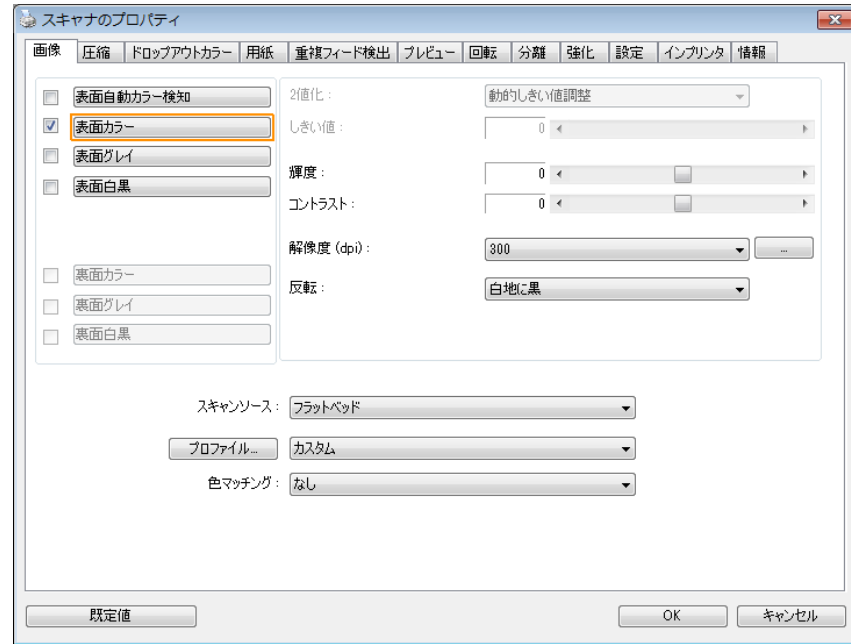 スキャナのプロパティ
画像 圧縮 ドロップアウトカラー 用紙 重複フィード検出 プレビュー 回転 分離 強化 設定 インプリンタ 情報
表面自動カラー検知
表面カラー
表面グレイ
表面白黒
裏面カラー
裏面グレイ
裏面白黒
2値化 : 動的しきい値調整
しきい値 : 0
輝度 : 0
コントラスト : 0
解像度 (dpi) : 300 ...
反転 : 白地に黒
スキャンソース : フラットベッド
プロファイル... カスタム
色マッチング : なし
既定値 OK キャンセル